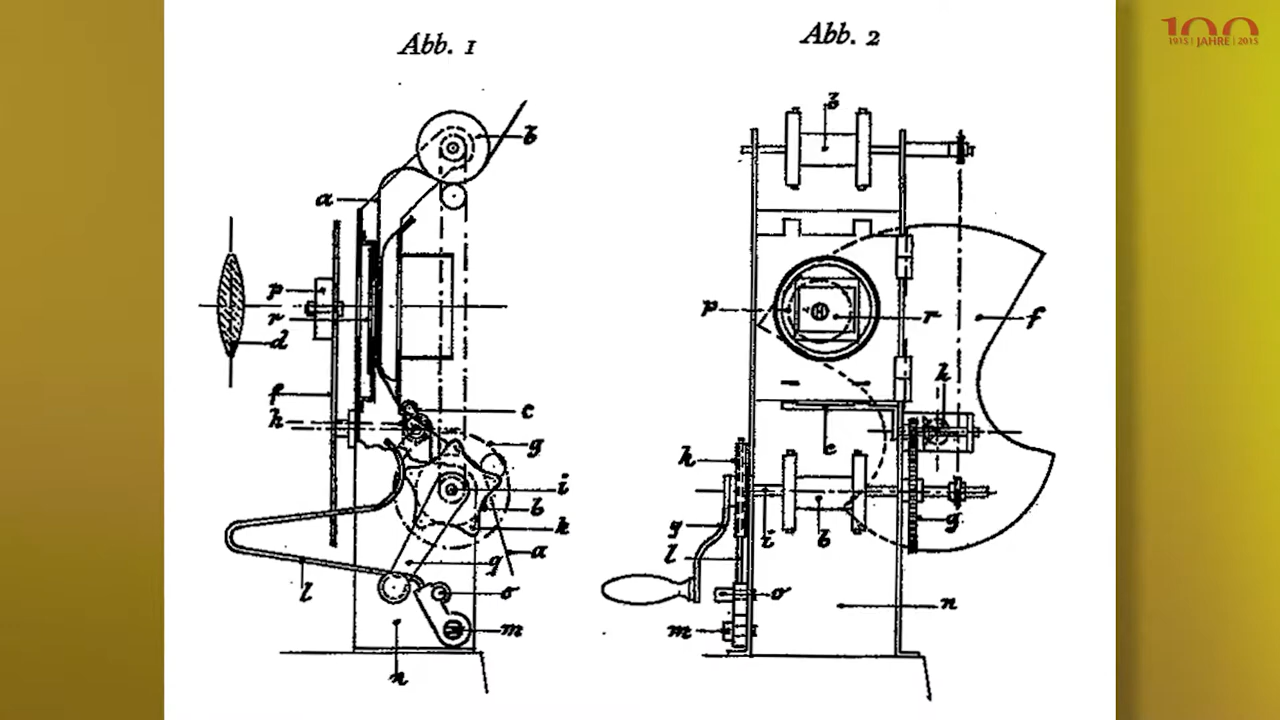 Abb. 1
Abb. 2
100
1915 | JAHRE | 2015
b
a
p
r
d
f
h
c
g
i
b
k
a
q
l
o
m
n
b
p
r
f
h
c
k
i
b
g
q
l
o
n
m